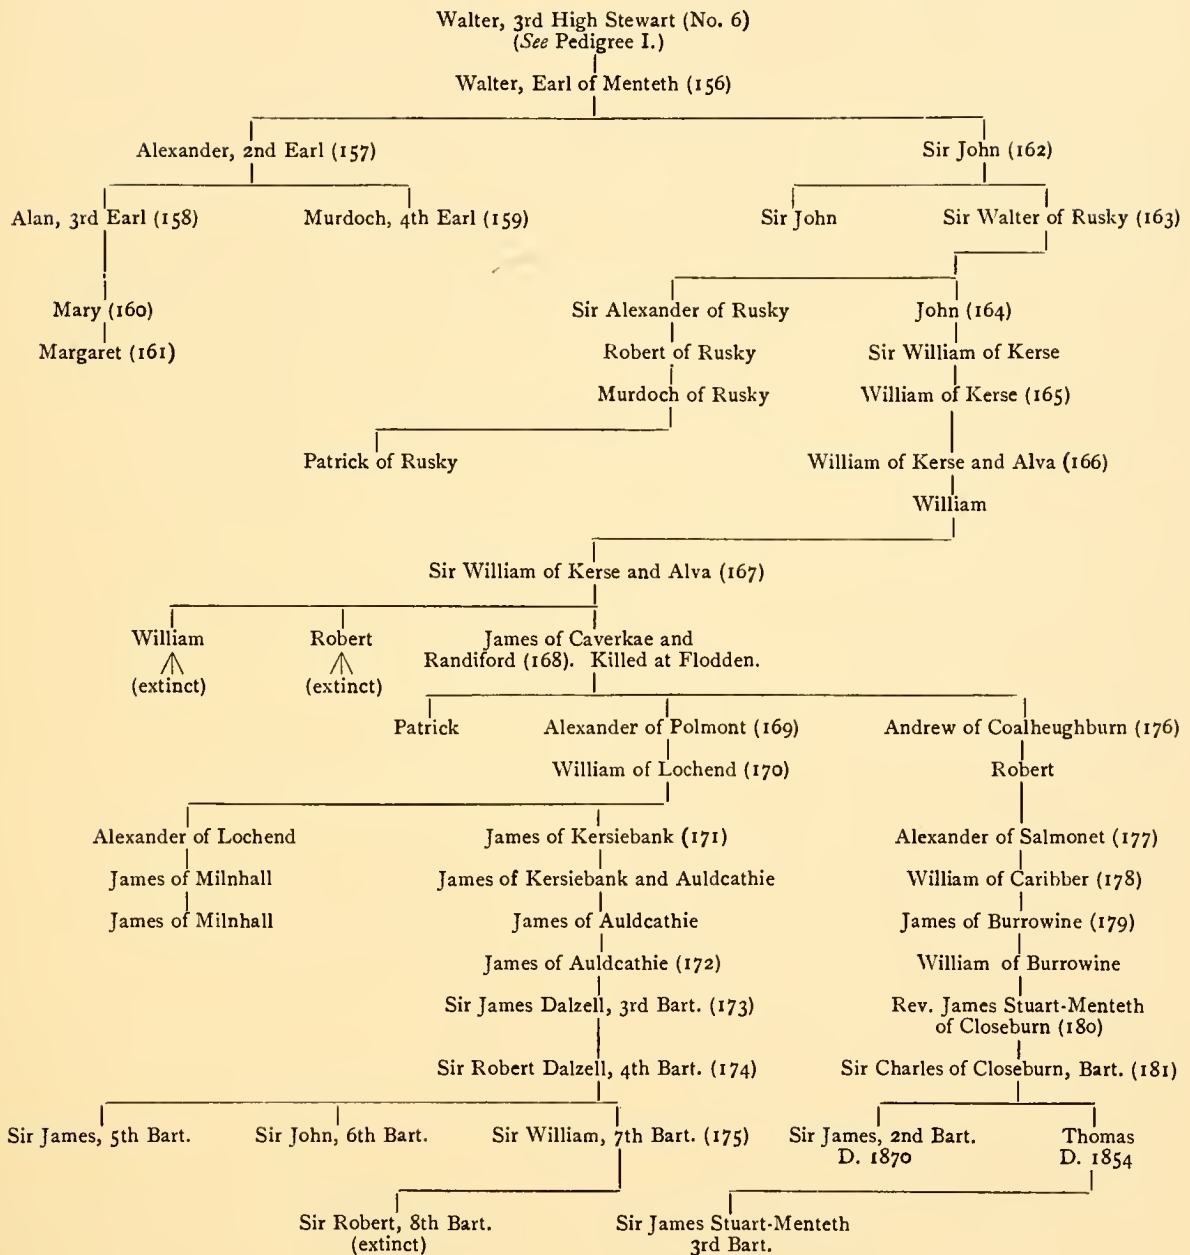 Walter, 3rd High Stewart (No. 6)
(See Pedigree I.)
Walter, Earl of Menteth (156)
Alexander, 2nd Earl (157)
Sir John (162)
Alan, 3rd Earl (158)
Murdoch, 4th Earl (159)
Sir John
Sir Walter of Rusky (163)
Mary (160)
Sir Alexander of Rusky
John (164)
Margaret (161)
Robert of Rusky
Sir William of Kerse
Murdoch of Rusky
William of Kerse (165)
Patrick of Rusky
William of Kerse and Alva (166)
William
Sir William of Kerse and Alva (167)
William
(extinct)
Robert
(extinct)
James of Caverkae and
Randiford (168). Killed at Flodden.
Patrick
Alexander of Polmont (169)
Andrew of Coalheughburn (176)
William of Lochend (170)
Robert
Alexander of Lochend
James of Kersiebank (171)
Alexander of Salmonet (177)
James of Milnhall
James of Kersiebank and Auldcathie
William of Caribber (178)
James of Milnhall
James of Auldcathie
James of Burrowine (179)
James of Auldcathie (172)
William of Burrowine
Sir James Dalzell, 3rd Bart. (173)
Rev. James Stuart-Menteth
of Closeburn (180)
Sir Robert Dalzell, 4th Bart. (174)
Sir Charles of Closeburn, Bart. (181)
Sir James, 5th Bart.
Sir John, 6th Bart.
Sir William, 7th Bart. (175)
Sir James, 2nd Bart.
D. 1870
Thomas
D. 1854
Sir Robert, 8th Bart.
(extinct)
Sir James Stuart-Menteth
3rd Bart.